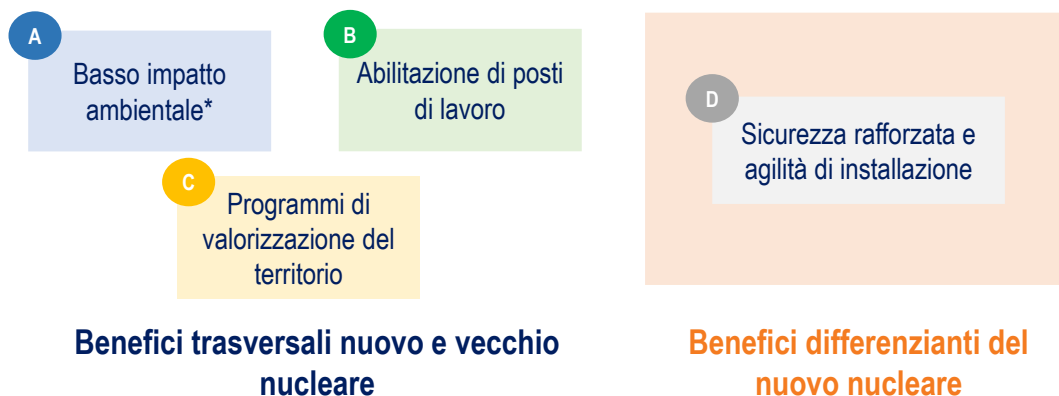 A
Basso impatto
ambientale*
B
Abilitazione di posti
di lavoro
C
Programmi di
valorizzazione del
territorio
Benefici trasversali nuovo e vecchio
nucleare
D
Sicurezza rafforzata e
agilità di installazione
Benefici differenzianti del
nuovo nucleare